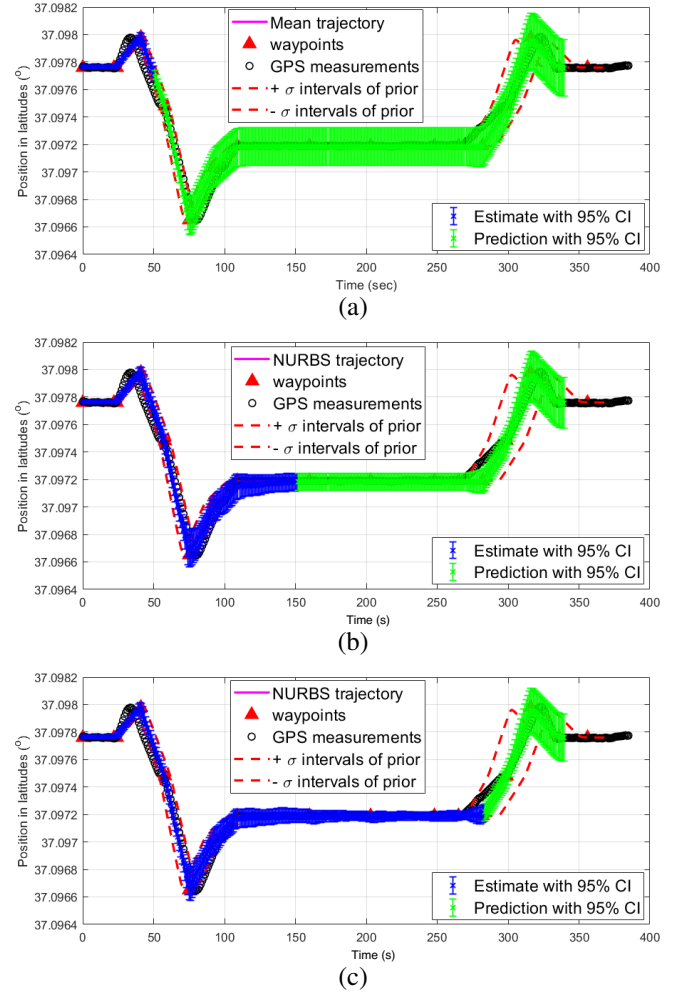 37.0982
37.098
37.0978
37.0976
37.0974
37.0972
37.097
37.0968
37.0966
37.0964
Position in latitudes (°)
Mean trajectory
waypoints
GPS measurements
+ σ intervals of prior
- σ intervals of prior
Estimate with 95% CI
Prediction with 95% CI
0 50 100 150 200 250 300 350 400
Time (sec)
(a)
37.0982
37.098
37.0978
37.0976
37.0974
37.0972
37.097
37.0968
37.0966
37.0964
Position in latitudes (°)
NURBS trajectory
waypoints
GPS measurements
+ σ intervals of prior
- σ intervals of prior
Estimate with 95% CI
Prediction with 95% CI
0 50 100 150 200 250 300 350 400
Time (s)
(b)
37.0982
37.098
37.0978
37.0976
37.0974
37.0972
37.097
37.0968
37.0966
37.0964
Position in latitudes (°)
NURBS trajectory
waypoints
GPS measurements
+ σ intervals of prior
- σ intervals of prior
Estimate with 95% CI
Prediction with 95% CI
0 50 100 150 200 250 300 350 400
Time (s)
(c)